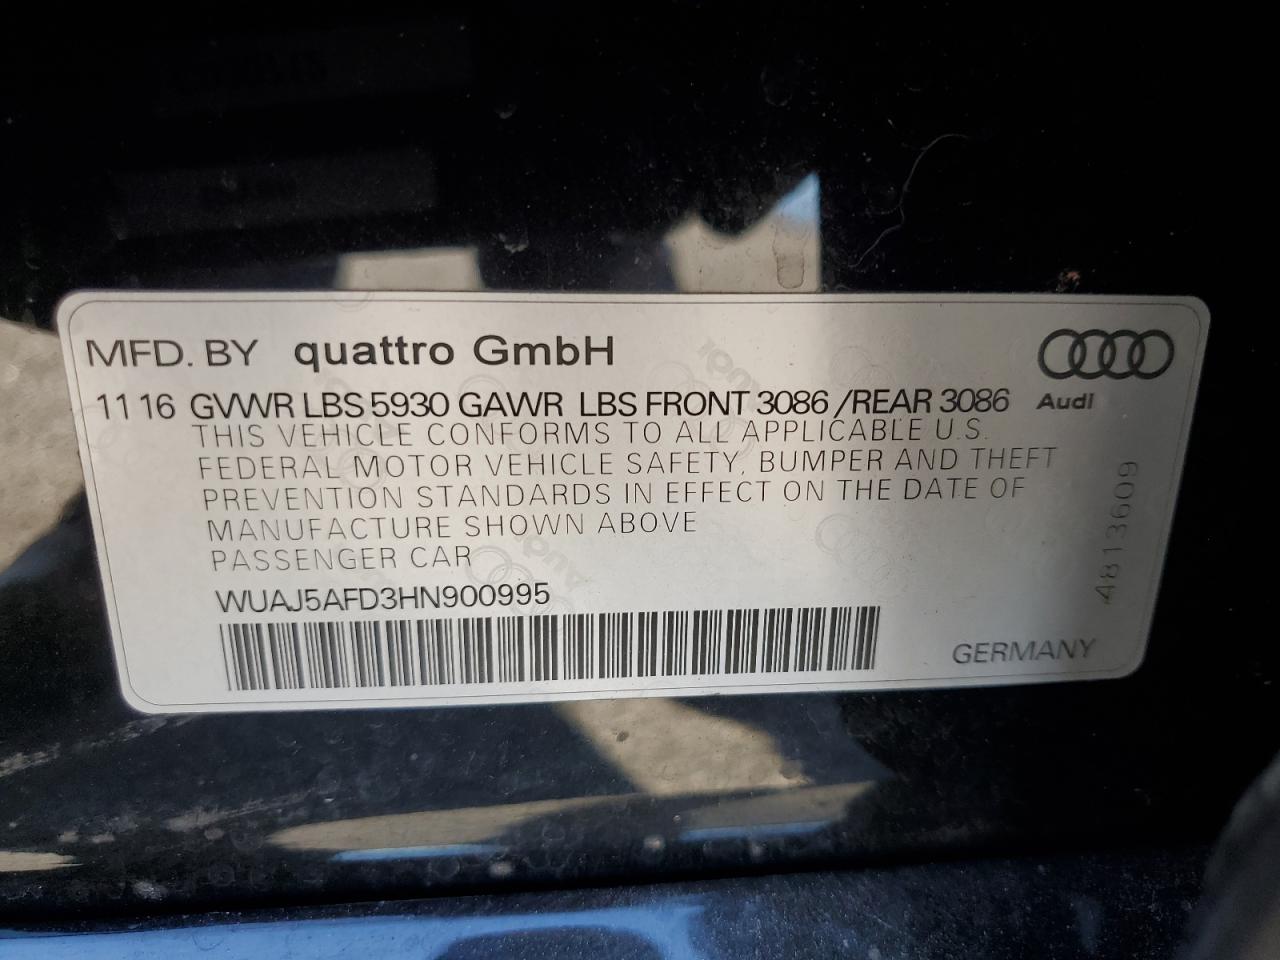 MFD. BY quattro GmbH
11 16 GVWR LBS 5930 GAWR LBS FRONT 3086 /REAR 3086
Audi
THIS VEHICLE CONFORMS TO ALL APPLICABLE U.S.
FEDERAL MOTOR VEHICLE SAFETY, BUMPER AND THEFT
PREVENTION STANDARDS IN EFFECT ON THE DATE OF
MANUFACTURE SHOWN ABOVE
PASSENGER CAR
WUAJ5AFD3HN900995
GERMANY
4813609